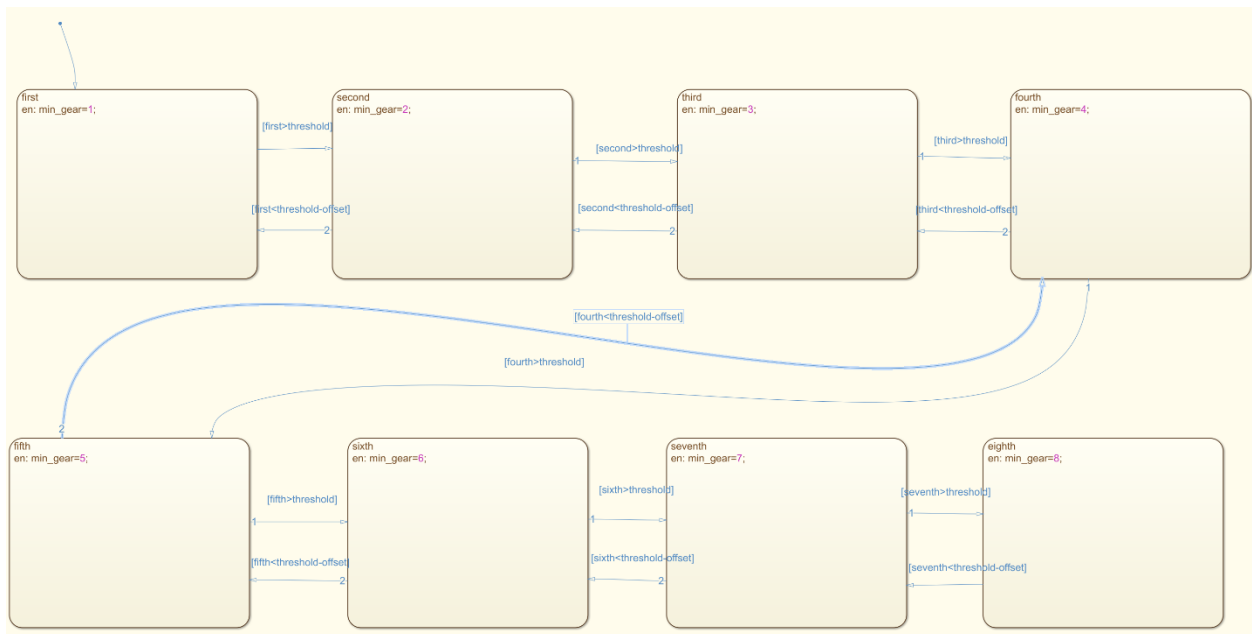 first
en: min_gear=1;
second
en: min_gear=2;
third
en: min_gear=3;
fourth
en: min_gear=4;
[first>threshold]
1
[second>threshold]
1
[third>threshold]
[first<threshold-offset]
2
[second<threshold-offset]
2
[third<threshold-offset]
2
1
[fourth<threshold-offset]
[fourth>threshold]
2
fifth
en: min_gear=5;
sixth
en: min_gear=6;
seventh
en: min_gear=7;
eighth
en: min_gear=8;
[fifth>threshold]
1
[sixth>threshold]
1
[seventh>threshold]
1
[fifth<threshold-offset]
2
[sixth<threshold-offset]
2
[seventh<threshold-offset]